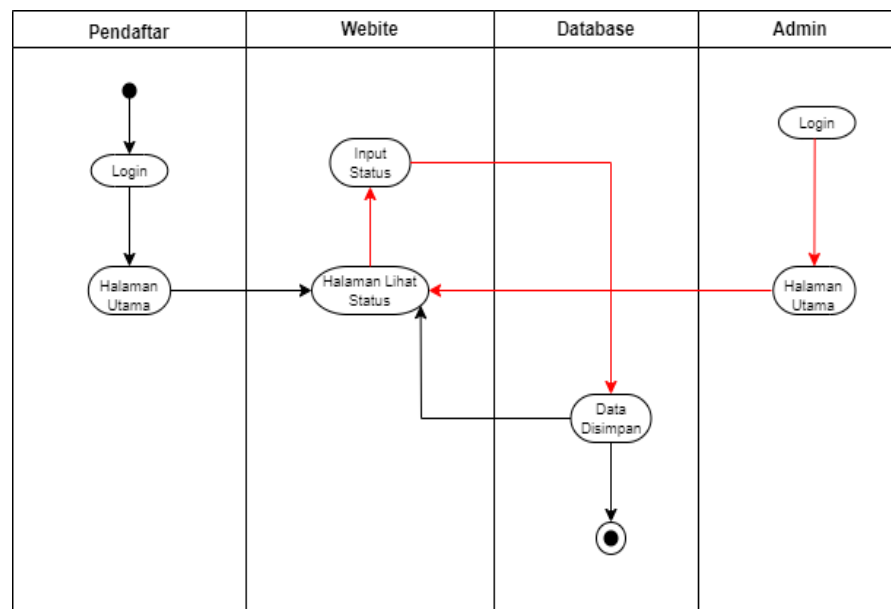 Pendaftar
Webite
Database
Admin
Login
Input
Status
Login
Halaman
Utama
Halaman Lihat
Status
Halaman
Utama
Data
Disimpan